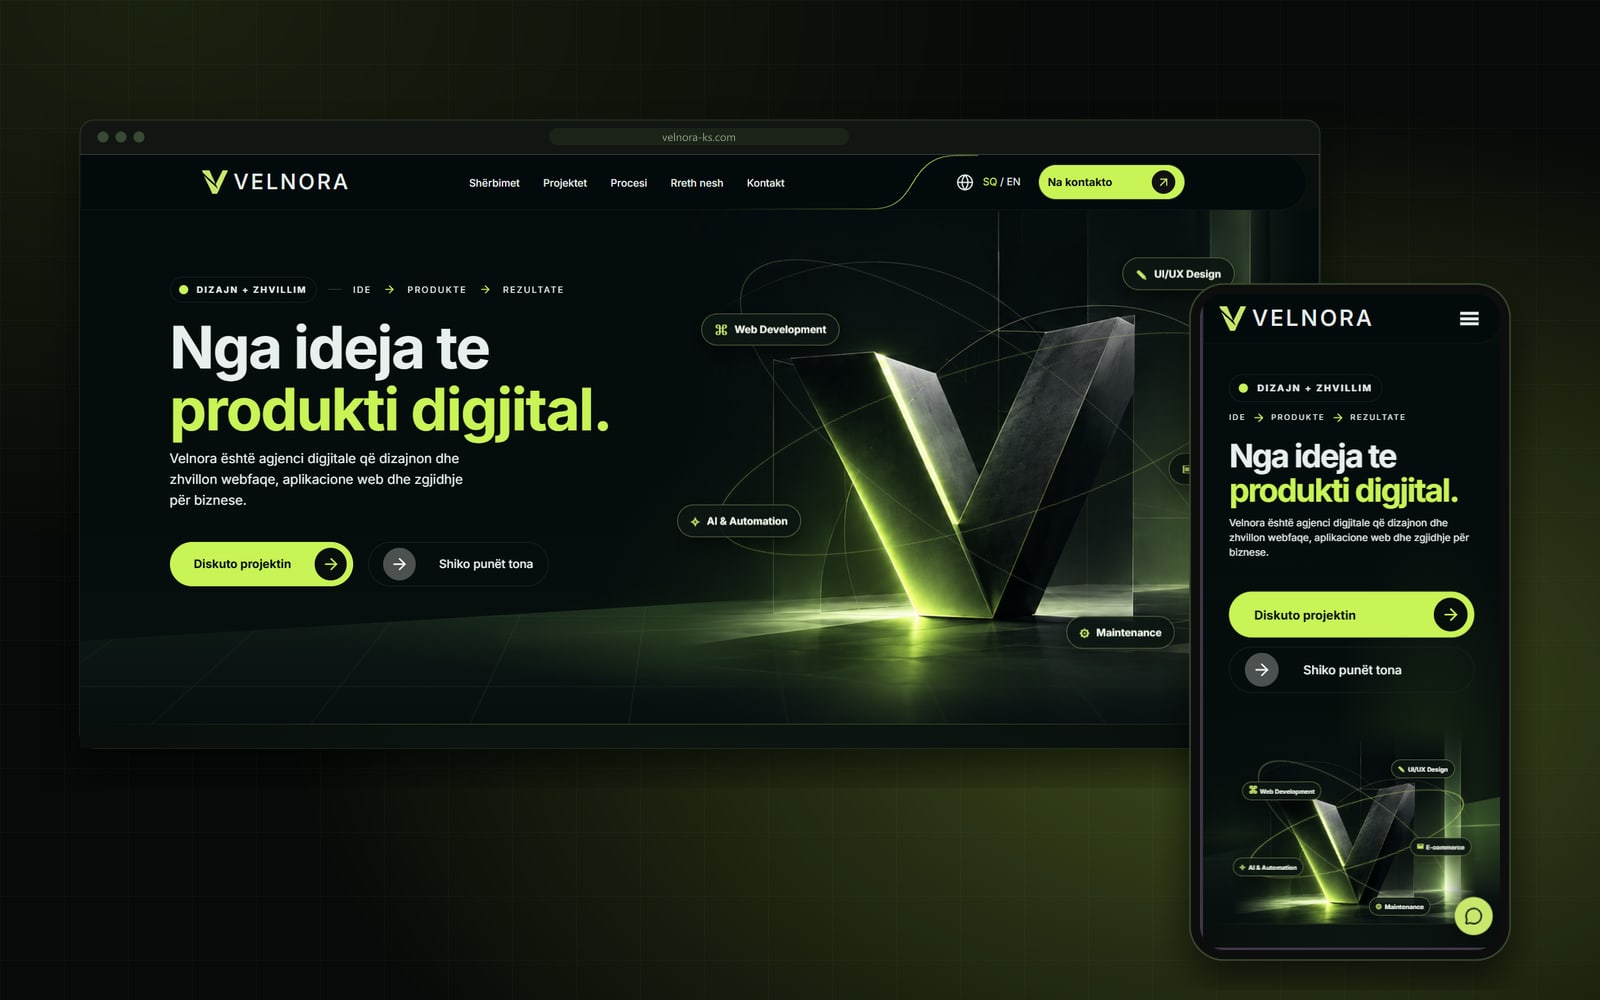 velnora-ks.com
VELNORA
Shërbimet Projektet Procesi Rreth nesh Kontakt
SQ / EN
Na kontakto
DIZAJN + ZHVILLIM
IDE → PRODUKTE → REZULTATE
Nga ideja te
produkti digjital.
Velnora është agjenci digjitale që dizajnon dhe
zhvillon webfaqe, aplikacione web dhe zgjidhje
për biznese.
Diskuto projektin
Shiko punët tona
UI/UX Design
Web Development
AI & Automation
Maintenance
VELNORA
DIZAJN + ZHVILLIM
IDE → PRODUKTE → REZULTATE
Nga ideja te
produkti digjital.
Velnora është agjenci digjitale që dizajnon dhe
zhvillon webfaqe, aplikacione web dhe zgjidhje për
biznese.
Diskuto projektin
Shiko punët tona
UI/UX Design
Web Development
E-commerce
AI & Automation
Maintenance